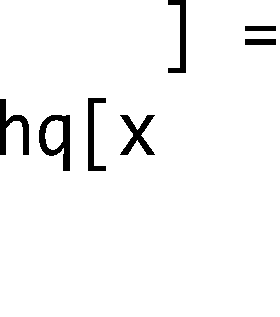 ] =
hq[x